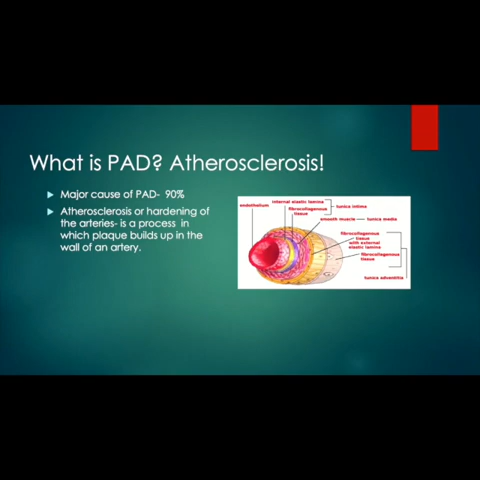 What is PAD? Atherosclerosis!
Major cause of PAD- 90%
Atherosclerosis or hardening of
the arteries- is a process in
which plaque builds up in the
wall of an artery.
endothelium
internal elastic lamina
fibrocollagenous
tissue
tunica intima
smooth muscle
tunica media
fibrocollagenous
tissue
with external
elastic lamina
fibrocollagenous
tissue
tunica adventitia